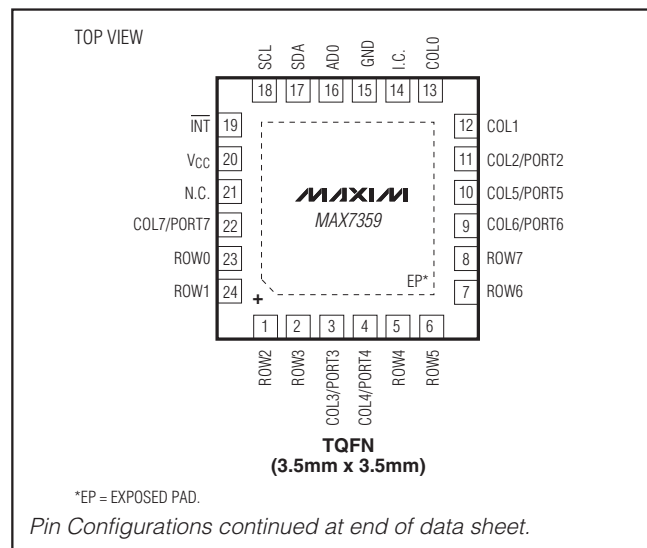 TOP VIEW
SCL
SDA
AD0
GND
I.C.
COL0
18 17 16 15 14 13
INT 19
VCC 20
N.C. 21
COL7/PORT7 22
ROW0 23
ROW1 24
12 COL1
11 COL2/PORT2
10 COL5/PORT5
9 COL6/PORT6
8 ROW7
7 ROW6
MAXIM
MAX7359
EP*
+
1 2 3 4 5 6
ROW2
ROW3
COL3/PORT3
COL4/PORT4
ROW4
ROW5
TQFN
(3.5mm x 3.5mm)
*EP = EXPOSED PAD.
Pin Configurations continued at end of data sheet.